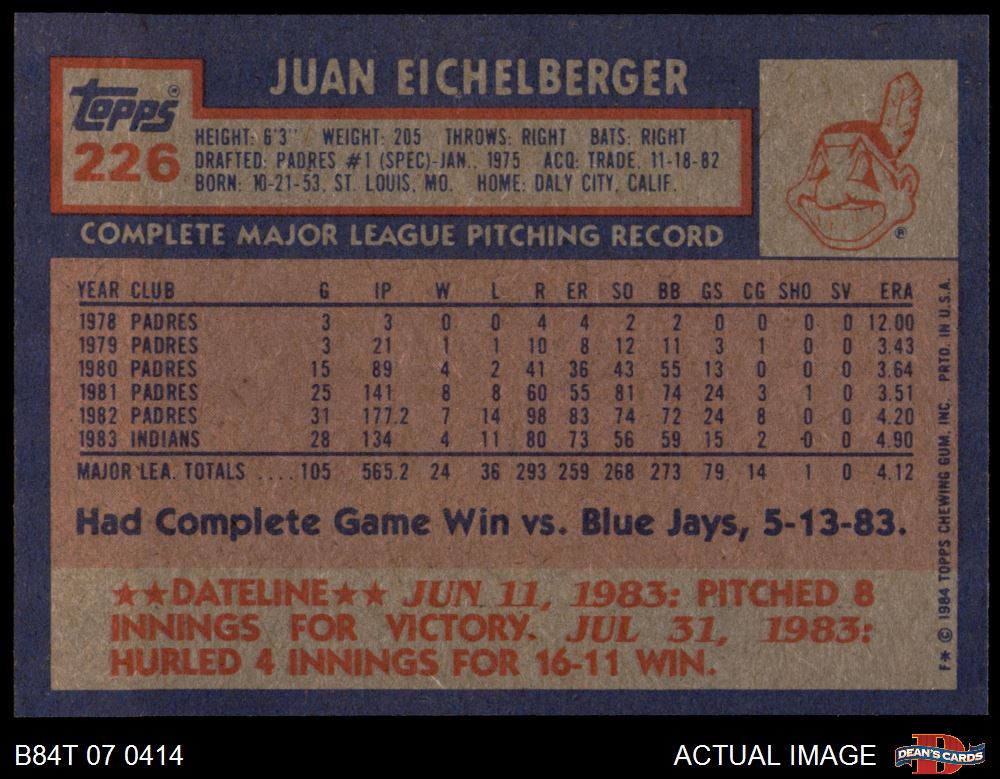 JUAN EICHELBERGER
Topps®
226
HEIGHT: 6'3" WEIGHT: 205 THROWS: RIGHT BATS: RIGHT
DRAFTED: PADRES #1 (SPEC)-JAN., 1975 ACQ: TRADE, 11-18-82
BORN: 10-21-53, ST. LOUIS, MO. HOME: DALY CITY, CALIF.
®
COMPLETE MAJOR LEAGUE PITCHING RECORD
YEAR CLUB G IP W L R ER SO BB GS CG SHO SV ERA
1978 PADRES 3 3 0 0 4 4 2 2 0 0 0 0 12.00
1979 PADRES 3 21 1 1 10 8 12 11 3 1 0 0 3.43
1980 PADRES 15 89 4 2 41 36 43 55 13 0 0 0 3.64
1981 PADRES 25 141 8 8 60 55 81 74 24 3 1 0 3.51
1982 PADRES 31 177.2 7 14 98 83 74 72 24 8 0 0 4.20
1983 INDIANS 28 134 4 11 80 73 56 59 15 2 0 0 4.90
MAJOR LEA. TOTALS .... 105 565.2 24 36 293 259 268 273 79 14 1 0 4.12
Had Complete Game Win vs. Blue Jays, 5-13-83.
★★DATELINE★★ JUN 11, 1983: PITCHED 8
INNINGS FOR VICTORY. JUL 31, 1983:
HURLED 4 INNINGS FOR 16-11 WIN.
F* © 1984 TOPPS CHEWING GUM, INC. PRTD. IN U.S.A.
B84T 07 0414
ACTUAL IMAGE
DEAN'S CARDS